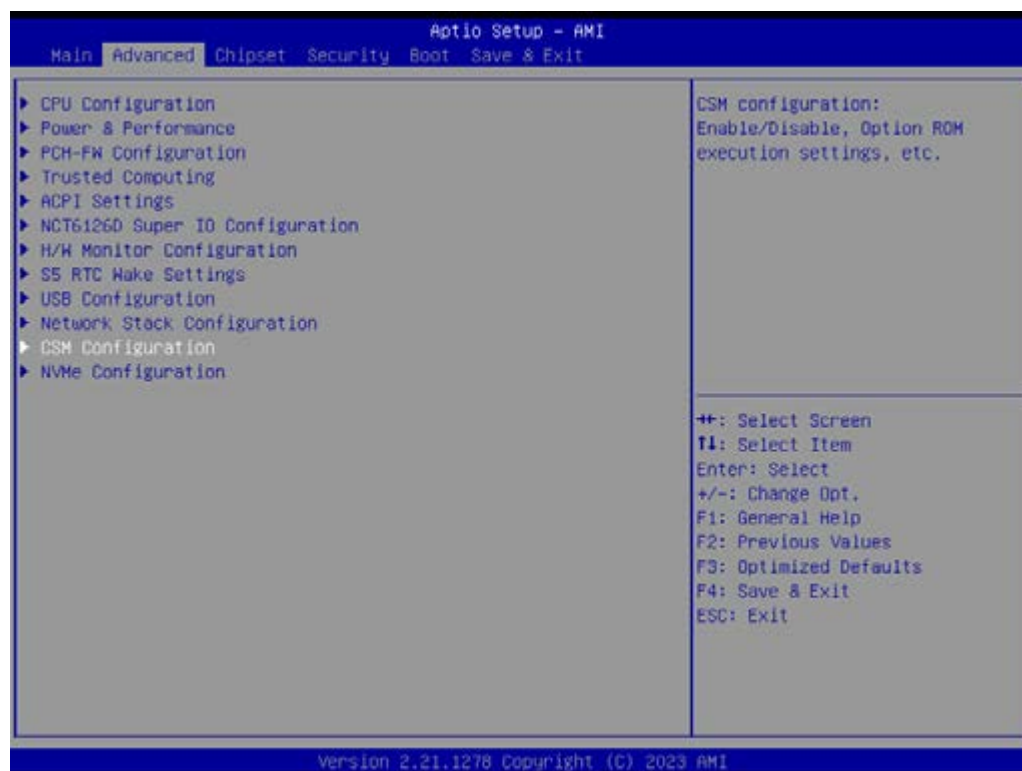 Aptio Setup – AMI
Main Advanced Chipset Security Boot Save & Exit
CPU Configuration
Power & Performance
PCH-FW Configuration
Trusted Computing
ACPI Settings
NCT6126D Super IO Configuration
H/W Monitor Configuration
S5 RTC Wake Settings
USB Configuration
Network Stack Configuration
CSM Configuration
NVMe Configuration
CSM configuration:
Enable/Disable, Option ROM
execution settings, etc.
→←: Select Screen
↑↓: Select Item
Enter: Select
+/-: Change Opt.
F1: General Help
F2: Previous Values
F3: Optimized Defaults
F4: Save & Exit
ESC: Exit
Version 2.21.1278 Copyright (C) 2023 AMI